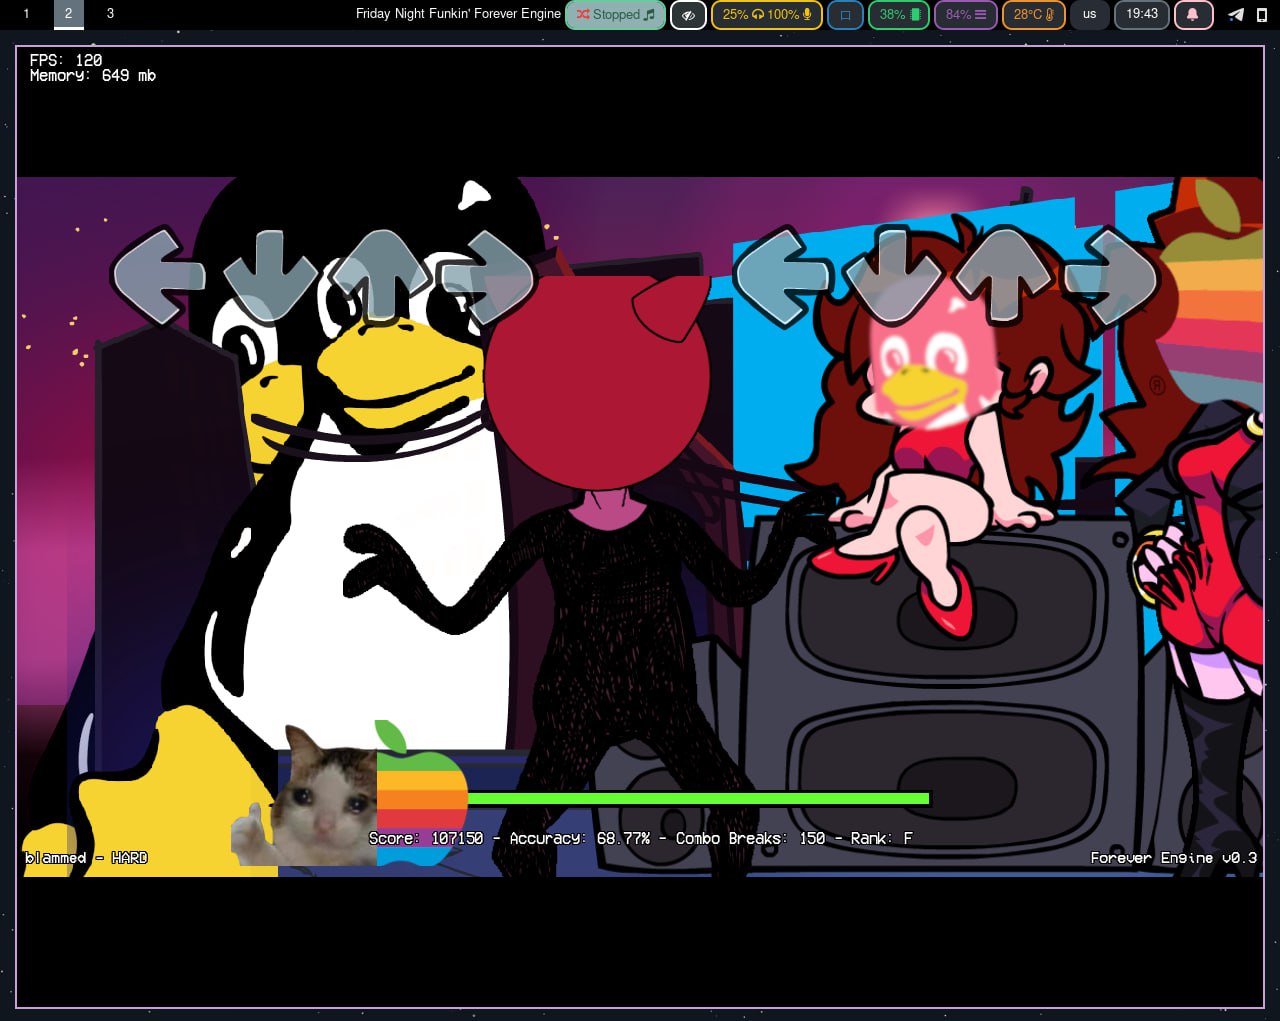 1 2 3 Friday Night Funkin' Forever Engine Stopped 25% 100% 38% 84% 28°C us 19:43
FPS: 120
Memory: 649 mb
®
Score: 107150 - Accuracy: 68.77% - Combo Breaks: 150 - Rank: F
blammed - HARD
Forever Engine v0.3